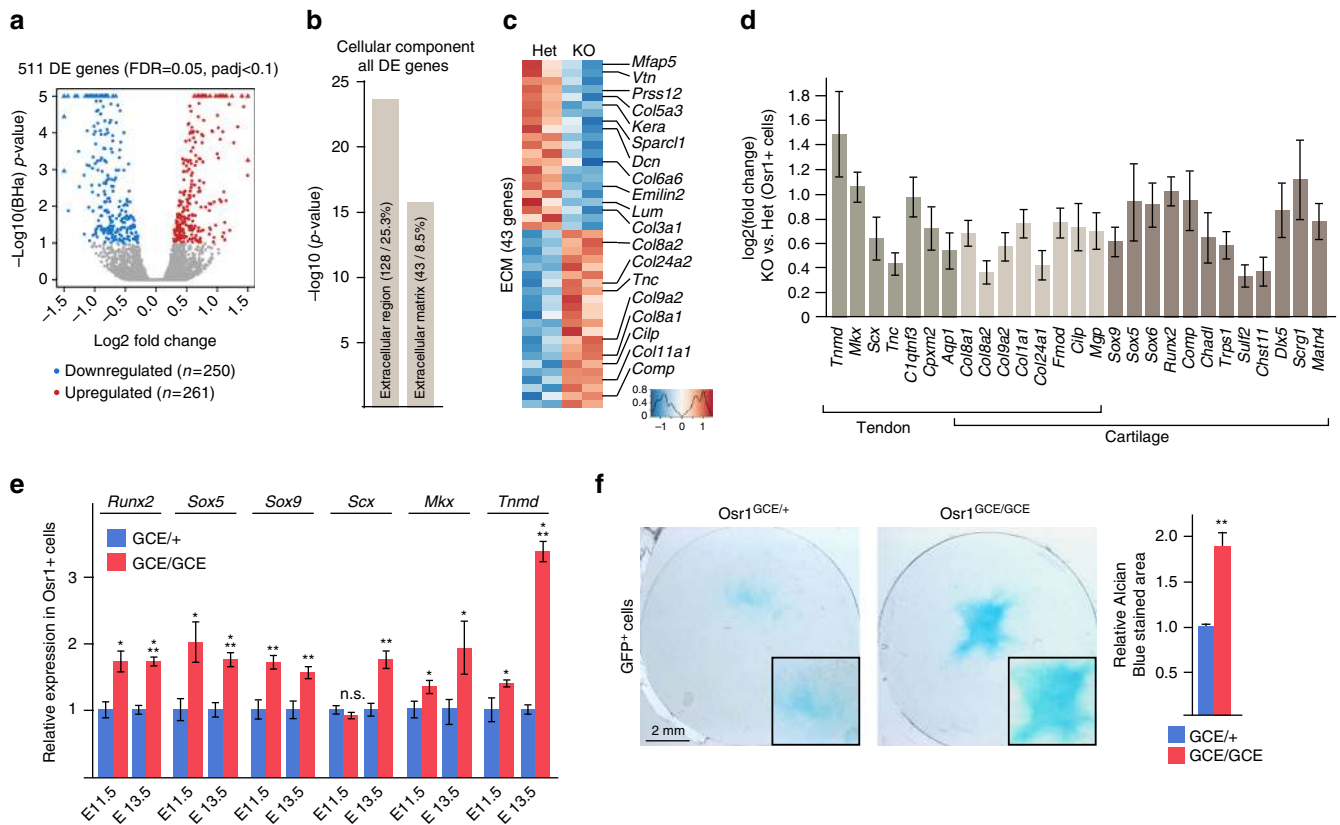 a
511 DE genes (FDR=0.05, padj<0.1)
−Log10(BHa) p-value)
5
4
3
2
1
0
−1.5
−1.0
−0.5
0.0
0.5
1.0
1.5
Log2 fold change
Downregulated (n=250)
Upregulated (n=261)
b
Cellular component
all DE genes
−log10 (p-value)
25
20
15
10
5
Extracellular region (128 / 25.3%)
Extracellular matrix (43 / 8.5%)
c
Het KO
ECM (43 genes)
Mfap5
Vtn
Prss12
Col5a3
Kera
Sparcl1
Dcn
Col6a6
Emilin2
Lum
Col3a1
Col8a2
Col24a2
Tnc
Col9a2
Col8a1
Cilp
Col11a1
Comp
0.8
0.4
0
−1 0 1
d
log2(fold change)
KO vs. Het (Osr1+ cells)
1.8
1.6
1.4
1.2
1.0
0.8
0.6
0.4
0.2
0
Tnmd
Mkx
Scx
Tnc
C1qtnf3
Cpxm2
Aqp1
Col8a1
Col8a2
Col9a2
Col1a1
Col24a1
Fmod
Cilp
Mgp
Sox9
Sox5
Sox6
Runx2
Comp
Chadl
Trps1
Sulf2
Chst11
Dlx5
Scrg1
Matn4
Tendon
Cartilage
e
Relative expression in Osr1+ cells
Runx2 Sox5 Sox9 Scx Mkx Tnmd
GCE/+
GCE/GCE
3
2
1
*
*
**
*
*
**
**
**
n.s.
**
*
*
*
*
**
E11.5
E 13.5
E11.5
E 13.5
E11.5
E 13.5
E11.5
E 13.5
E11.5
E 13.5
E11.5
E 13.5
f
Osr1GCE/+
Osr1GCE/GCE
GFP+ cells
2 mm
Relative Alcian
Blue stained area
2.0
1.5
1.0
0.5
**
GCE/+
GCE/GCE